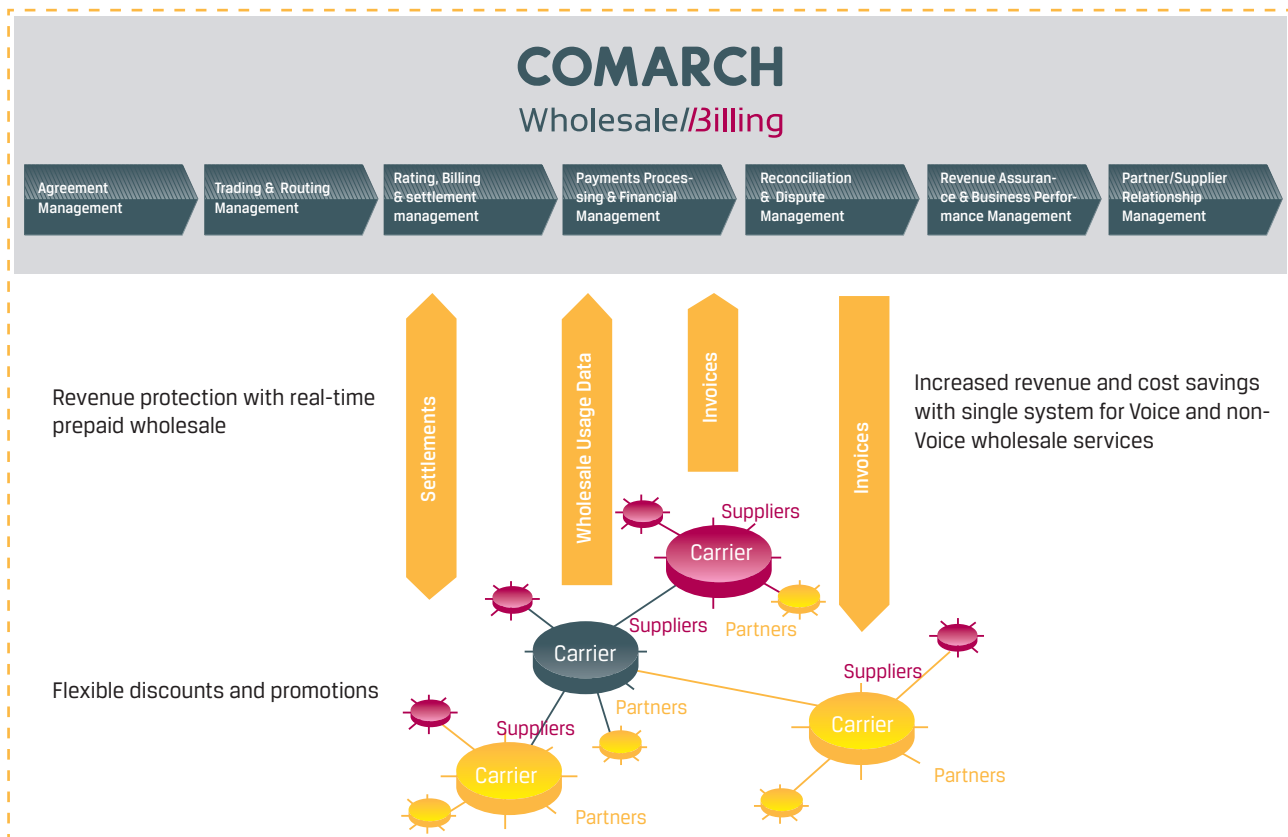 COMARCH
Wholesale//Billing
Agreement
Management
Trading & Routing
Management
Rating, Billing
& settlement
management
Payments Proces-
sing & Financial
Management
Reconciliation
& Dispute
Management
Revenue Assuran-
ce & Business Perfor-
mance Management
Partner/Supplier
Relationship
Management
Settlements
Wholesale Usage Data
Invoices
Invoices
Revenue protection with real-time
prepaid wholesale
Increased revenue and cost savings
with single system for Voice and non-
Voice wholesale services
Suppliers
Carrier
Partners
Suppliers
Carrier
Partners
Flexible discounts and promotions
Suppliers
Carrier
Partners
Suppliers
Carrier
Partners